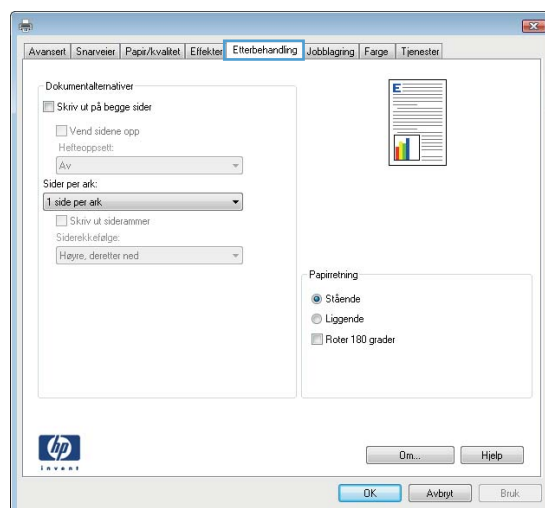 Avansert Snarveier Papir/kvalitet Effekter Etterbehandling Jobblagring Farge Tjenester
Dokumentalternativer
Skriv ut på begge sider
Vend sidene opp
Hefteoppsett:
Av
Sider per ark:
1 side per ark
Skriv ut siderammer
Siderekkefølge:
Høyre, deretter ned
E
Papirretning
Stående
Liggende
Roter 180 grader
hp
invent
Om... Hjelp
OK Avbryt Bruk